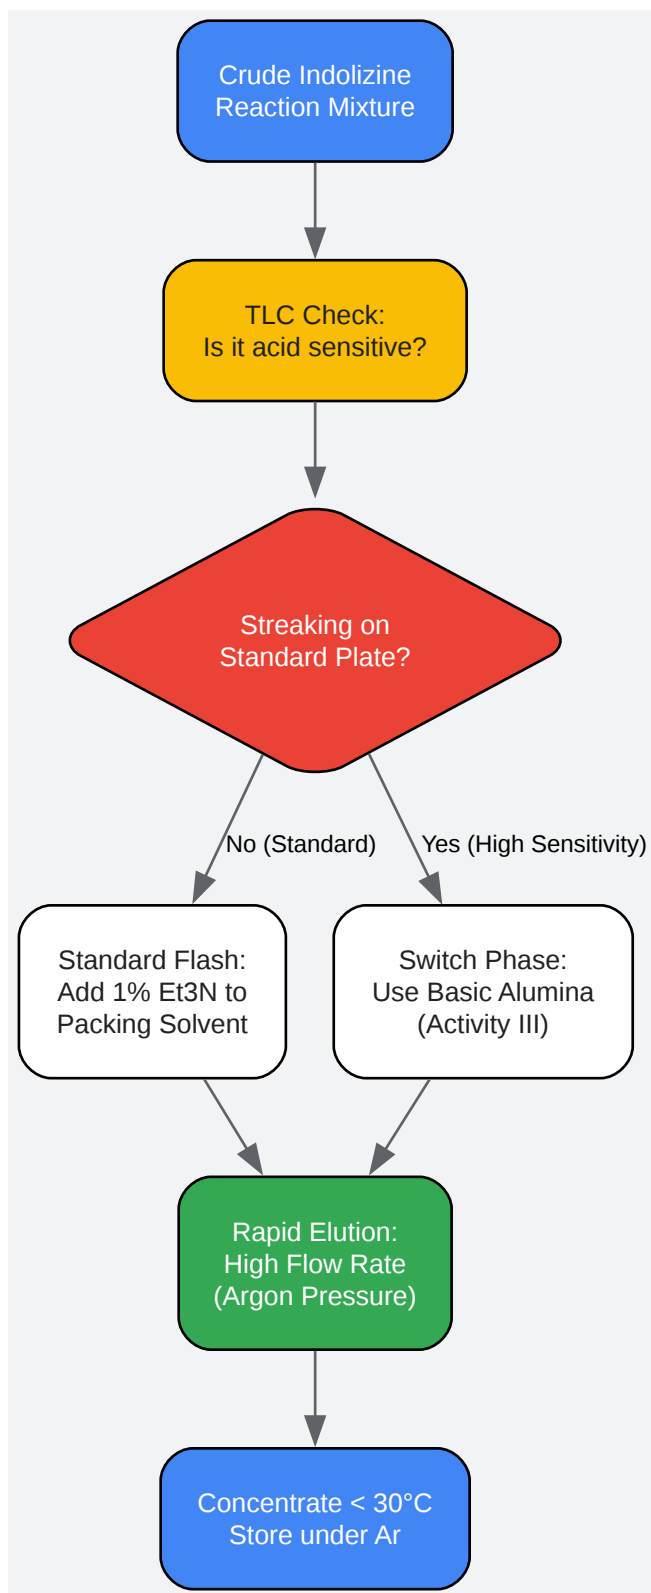 Crude Indolizine
Reaction Mixture
TLC Check:
Is it acid sensitive?
Streaking on
Standard Plate?
No (Standard)
Yes (High Sensitivity)
Standard Flash:
Add 1% Et3N to
Packing Solvent
Switch Phase:
Use Basic Alumina
(Activity III)
Rapid Elution:
High Flow Rate
(Argon Pressure)
Concentrate < 30°C
Store under Ar